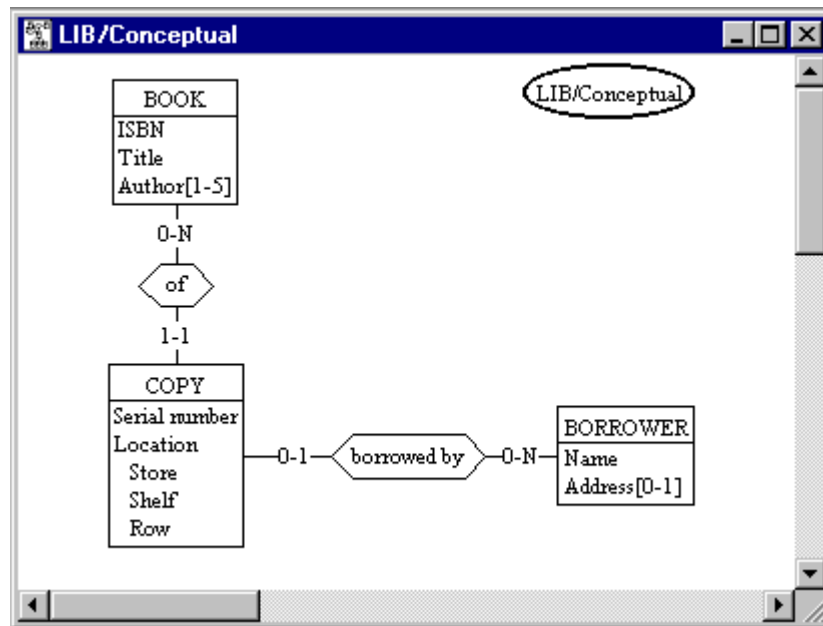 LIB/Conceptual
LIB/Conceptual
BOOK
ISBN
Title
Author[1-5]
0-N
of
1-1
COPY
Serial number
Location
Store
Shelf
Row
0-1
borrowed by
0-N
BORROWER
Name
Address[0-1]